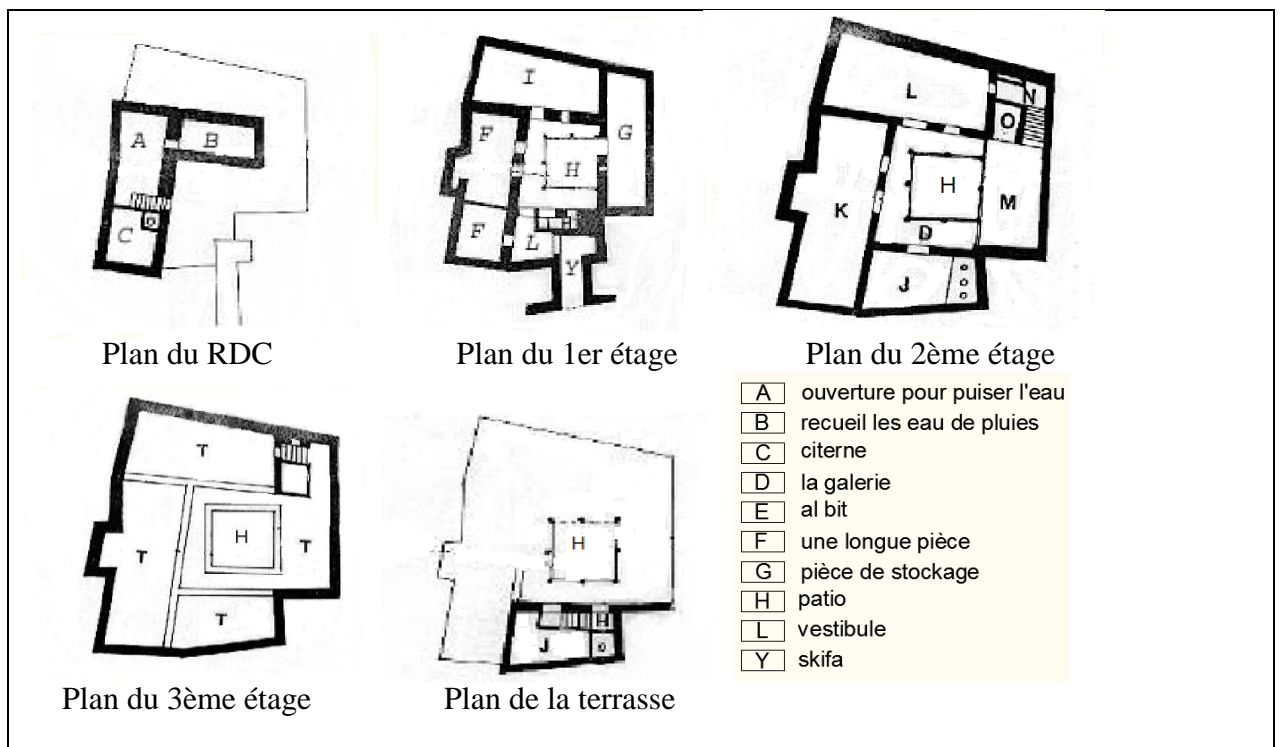 A
B
C
Plan du RDC
I
F
G
H
F
L
Y
Plan du 1er étage
L
N
O
H
K
M
D
J
Plan du 2ème étage
T
H
T
T
T
Plan du 3ème étage
H
H
J
Plan de la terrasse
A ouverture pour puiser l'eau
B recueil les eau de pluies
C citerne
D la galerie
E al bit
F une longue pièce
G pièce de stockage
H patio
L vestibule
Y skifa